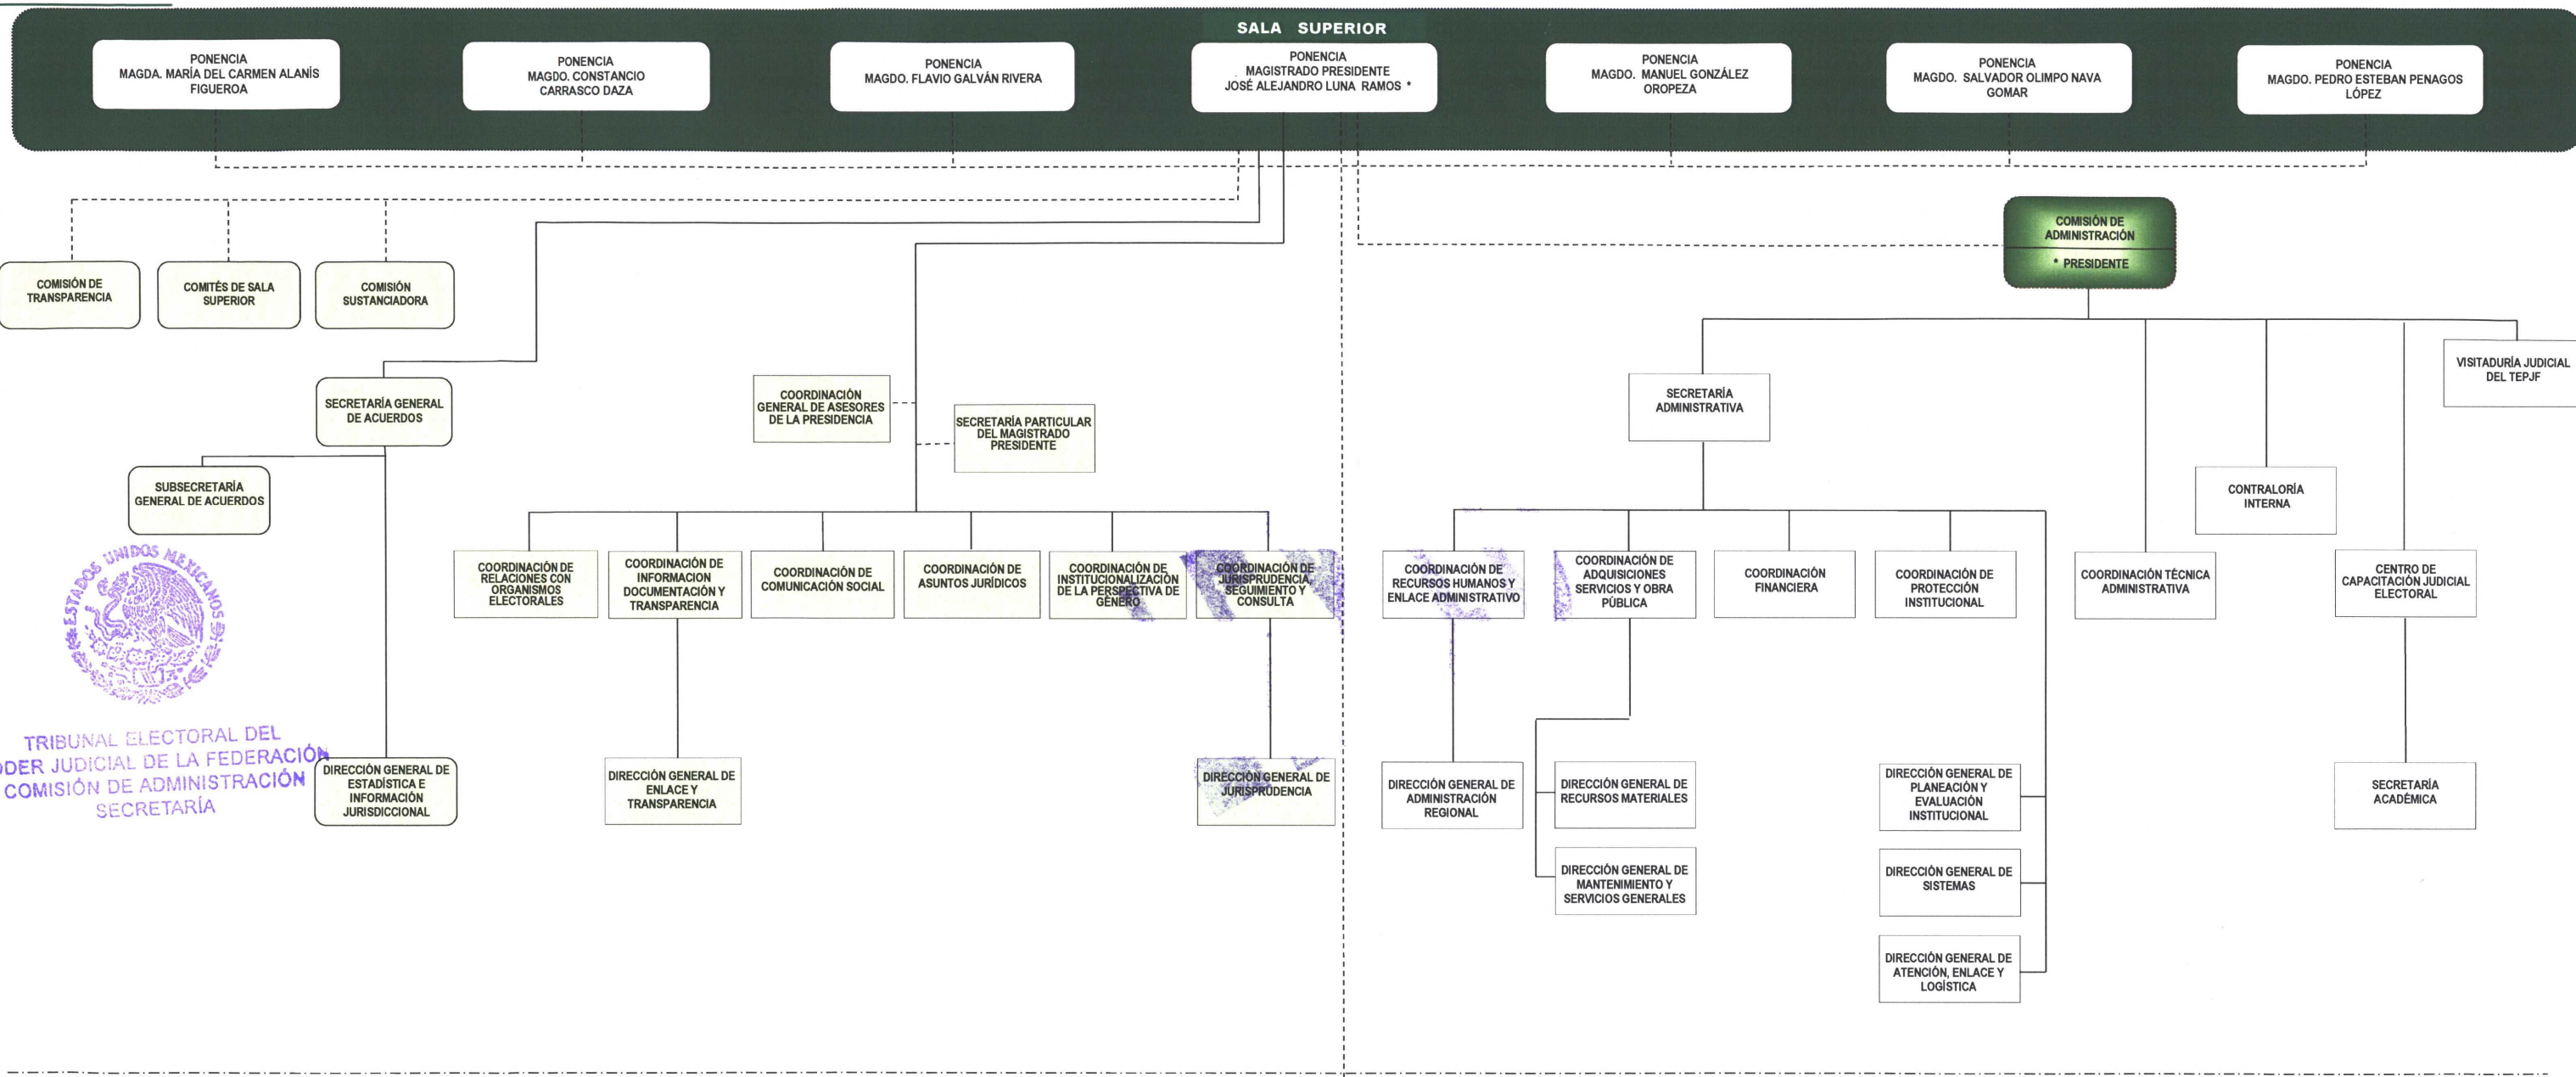 SALA SUPERIOR
PONENCIA
MAGDA. MARÍA DEL CARMEN ALANÍS
FIGUEROA
PONENCIA
MAGDO. CONSTANCIO
CARRASCO DAZA
PONENCIA
MAGDO. FLAVIO GALVÁN RIVERA
PONENCIA
MAGISTRADO PRESIDENTE
JOSÉ ALEJANDRO LUNA RAMOS *
PONENCIA
MAGDO. MANUEL GONZÁLEZ
OROPEZA
PONENCIA
MAGDO. SALVADOR OLIMPO NAVA
GOMAR
PONENCIA
MAGDO. PEDRO ESTEBAN PENAGOS
LÓPEZ
COMISIÓN DE
ADMINISTRACIÓN
* PRESIDENTE
COMISIÓN DE
TRANSPARENCIA
COMITÉS DE SALA
SUPERIOR
COMISIÓN
SUSTANCIADORA
VISITADURÍA JUDICIAL
DEL TEPJF
SECRETARÍA GENERAL
DE ACUERDOS
COORDINACIÓN
GENERAL DE ASESORES
DE LA PRESIDENCIA
SECRETARÍA PARTICULAR
DEL MAGISTRADO
PRESIDENTE
SECRETARÍA
ADMINISTRATIVA
SUBSECRETARÍA
GENERAL DE ACUERDOS
CONTRALORÍA
INTERNA
COORDINACIÓN DE
RELACIONES CON
ORGANISMOS
ELECTORALES
COORDINACIÓN DE
INFORMACION
DOCUMENTACIÓN Y
TRANSPARENCIA
COORDINACIÓN DE
COMUNICACIÓN SOCIAL
COORDINACIÓN DE
ASUNTOS JURÍDICOS
COORDINACIÓN DE
INSTITUCIONALIZACIÓN
DE LA PERSPECTIVA DE
GÉNERO
COORDINACIÓN DE
JURISPRUDENCIA,
SEGUIMIENTO Y
CONSULTA
COORDINACIÓN DE
RECURSOS HUMANOS Y
ENLACE ADMINISTRATIVO
COORDINACIÓN DE
ADQUISICIONES
SERVICIOS Y OBRA
PÚBLICA
COORDINACIÓN
FINANCIERA
COORDINACIÓN DE
PROTECCIÓN
INSTITUCIONAL
COORDINACIÓN TÉCNICA
ADMINISTRATIVA
CENTRO DE
CAPACITACIÓN JUDICIAL
ELECTORAL
ESTADOS UNIDOS MEXICANOS
TRIBUNAL ELECTORAL DEL
ODER JUDICIAL DE LA FEDERACIÓN
COMISIÓN DE ADMINISTRACIÓN
SECRETARÍA
DIRECCIÓN GENERAL DE
ESTADÍSTICA E
INFORMACIÓN
JURISDICCIONAL
DIRECCIÓN GENERAL DE
ENLACE Y
TRANSPARENCIA
DIRECCIÓN GENERAL DE
JURISPRUDENCIA
DIRECCIÓN GENERAL DE
ADMINISTRACIÓN
REGIONAL
DIRECCIÓN GENERAL DE
RECURSOS MATERIALES
DIRECCIÓN GENERAL DE
PLANEACIÓN Y
EVALUACIÓN
INSTITUCIONAL
SECRETARÍA
ACADÉMICA
DIRECCIÓN GENERAL DE
MANTENIMIENTO Y
SERVICIOS GENERALES
DIRECCIÓN GENERAL DE
SISTEMAS
DIRECCIÓN GENERAL DE
ATENCIÓN, ENLACE Y
LOGÍSTICA